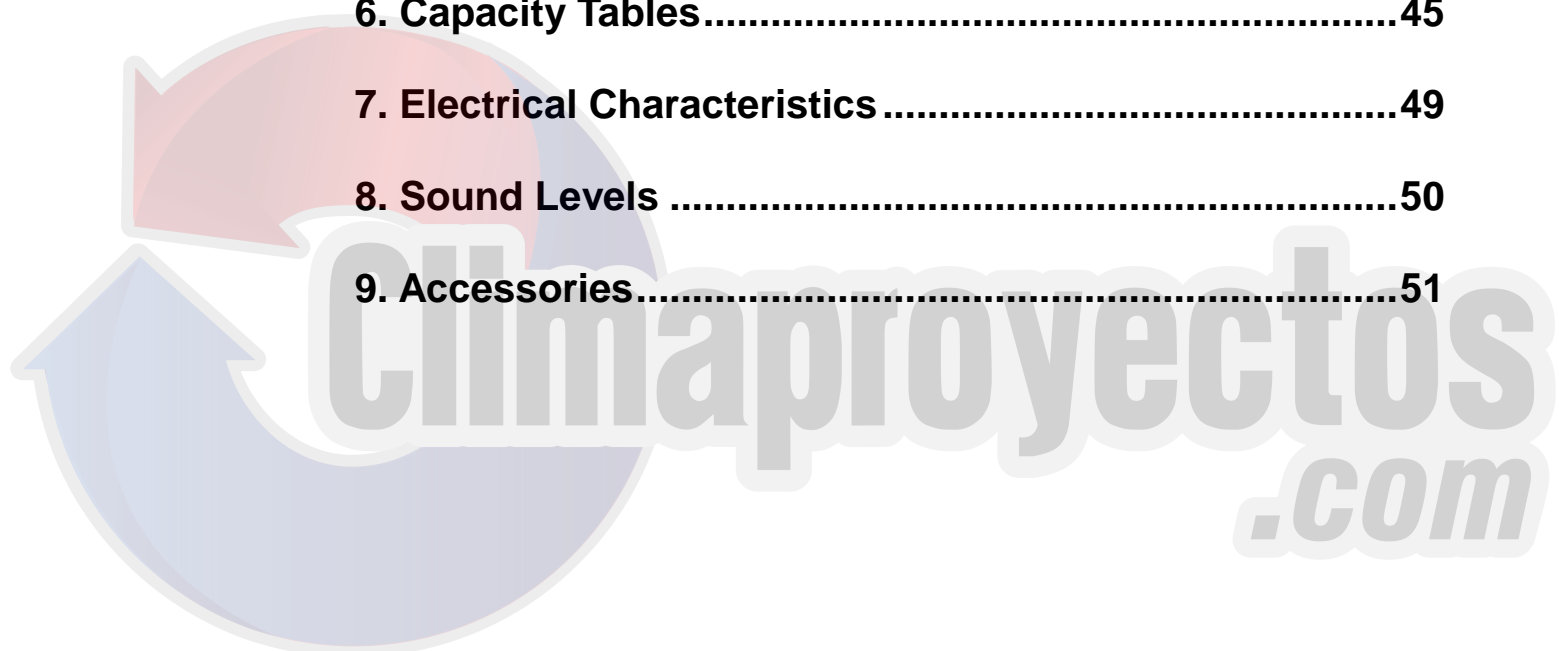 6. Capacity Tables..............................................................45
7. Electrical Characteristics..............................................49
8. Sound Levels.................................................................50
9. Accessories....................................................................51
Climaproyectos
.com